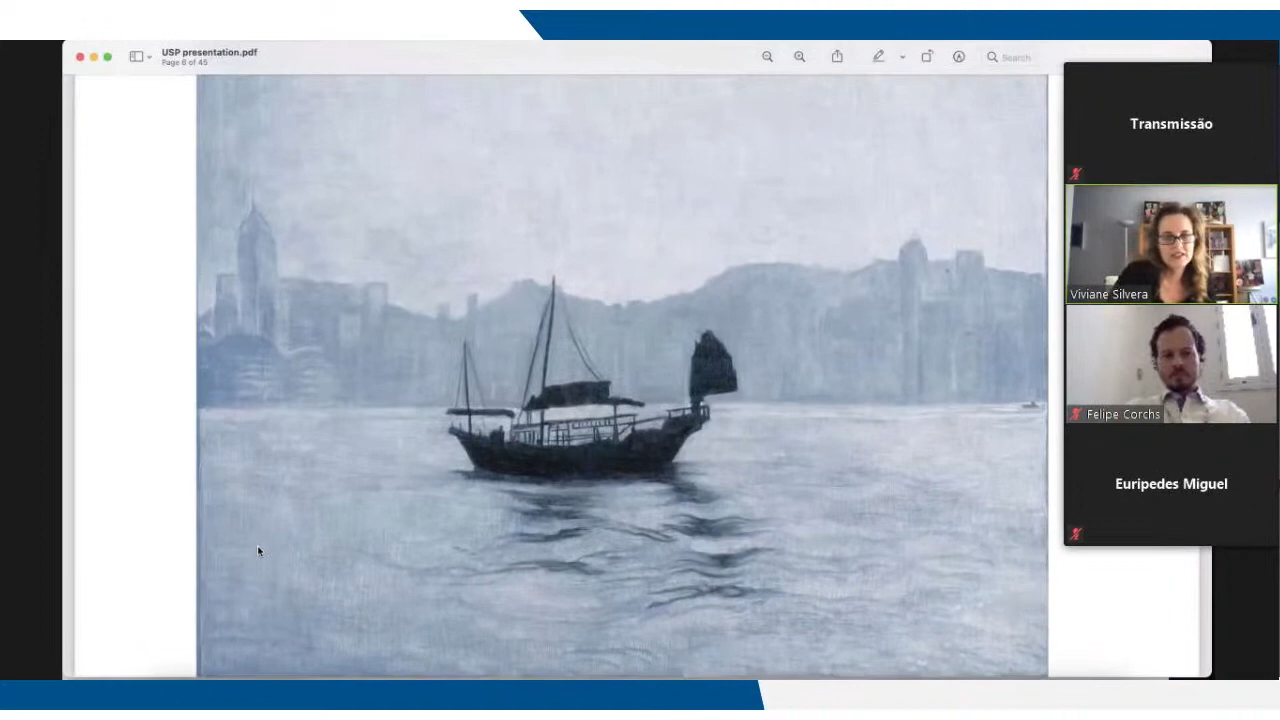 USP presentation.pdf
Page 6 of 45
Search
Transmissão
Viviane Silvera
Felipe Corchs
Euripedes Miguel